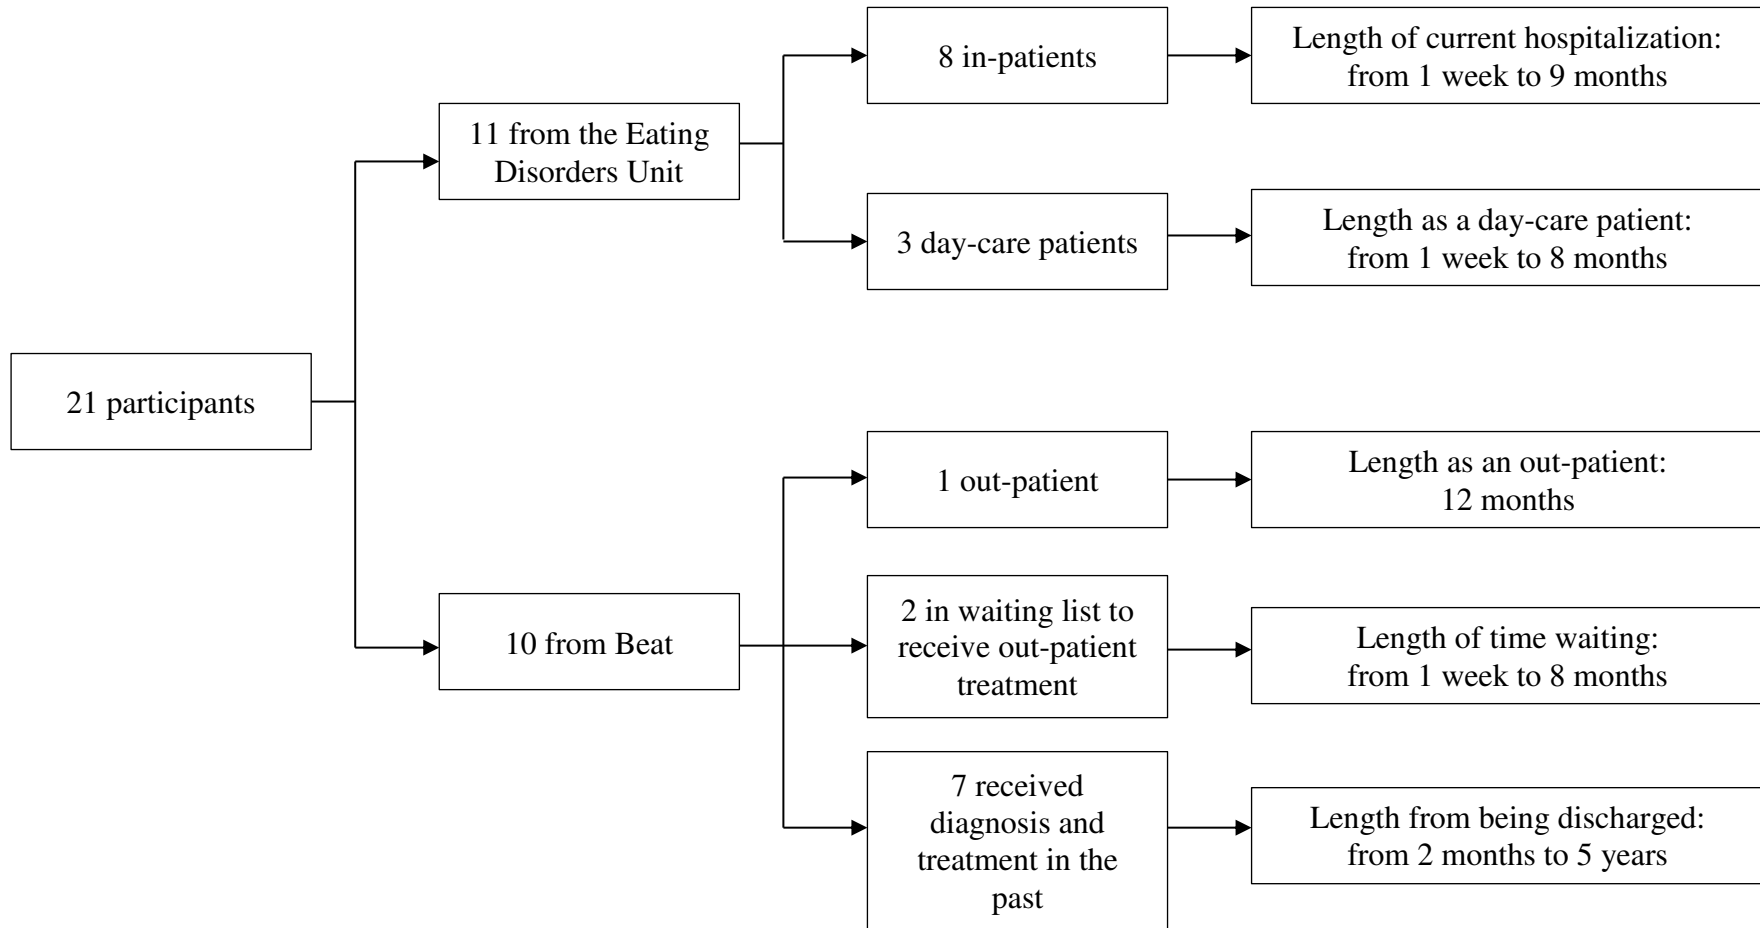 21 participants
11 from the Eating
Disorders Unit
8 in-patients
Length of current hospitalization:
from 1 week to 9 months
3 day-care patients
Length as a day-care patient:
from 1 week to 8 months
10 from Beat
1 out-patient
Length as an out-patient:
12 months
2 in waiting list to
receive out-patient
treatment
Length of time waiting:
from 1 week to 8 months
7 received
diagnosis and
treatment in the
past
Length from being discharged:
from 2 months to 5 years